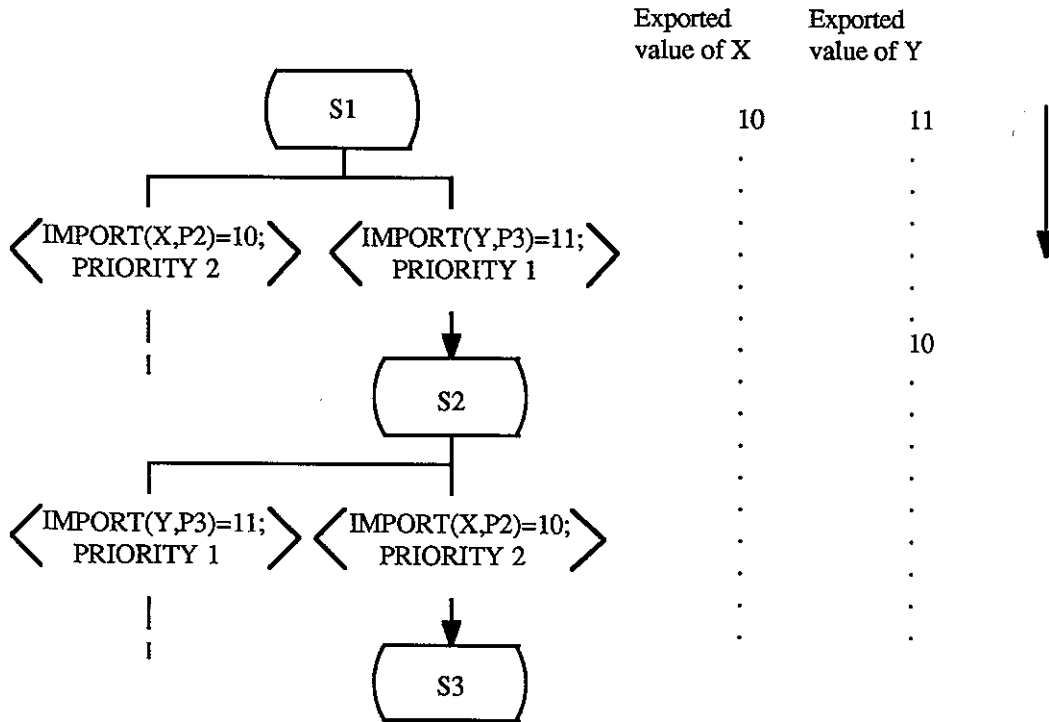 Exported
value of X
Exported
value of Y
S1
10
11
IMPORT(X,P2)=10;
PRIORITY 2
IMPORT(Y,P3)=11;
PRIORITY 1
10
S2
IMPORT(Y,P3)=11;
PRIORITY 1
IMPORT(X,P2)=10;
PRIORITY 2
S3